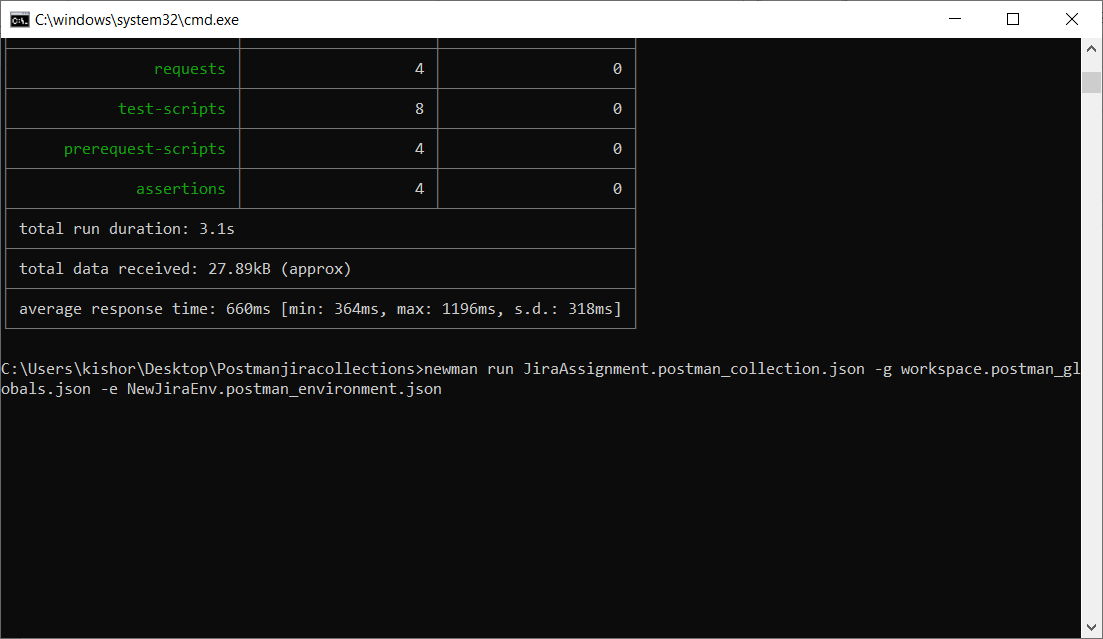 C:\windows\system32\cmd.exe
requests 4 0
test-scripts 8 0
prerequest-scripts 4 0
assertions 4 0
total run duration: 3.1s
total data received: 27.89kB (approx)
average response time: 660ms [min: 364ms, max: 1196ms, s.d.: 318ms]
C:\Users\kishor\Desktop\Postmanjiracollections>newman run JiraAssignment.postman_collection.json -g workspace.postman_gl
obals.json -e NewJiraEnv.postman_environment.json